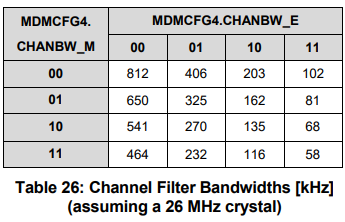 MDMCFG4. MDMCFG4.CHANBW_E
CHANBW_M 00 01 10 11
00 812 406 203 102
01 650 325 162 81
10 541 270 135 68
11 464 232 116 58
Table 26: Channel Filter Bandwidths [kHz]
(assuming a 26 MHz crystal)